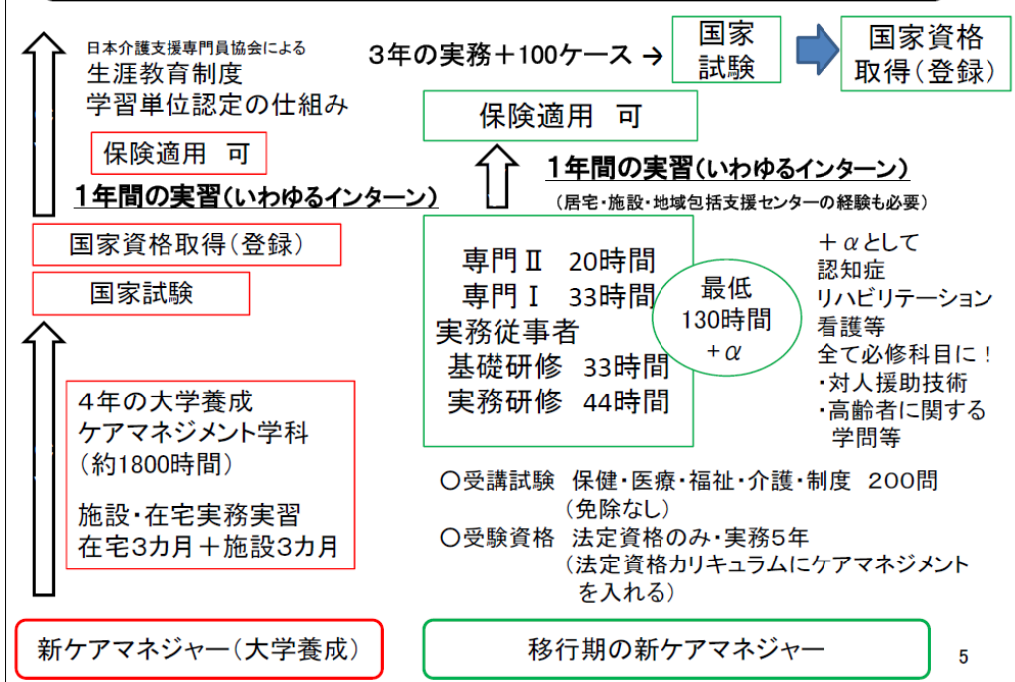 日本介護支援専門員協会による
生涯教育制度
学習単位認定の仕組み
保険適用 可
1年間の実習(いわゆるインターン)
国家資格取得(登録)
国家試験
4年の大学養成
ケアマネジメント学科
(約1800時間)
施設・在宅実務実習
在宅3カ月+施設3カ月
新ケアマネジャー(大学養成)
3年の実務+100ケース →
国家
試験
国家資格
取得(登録)
保険適用 可
1年間の実習(いわゆるインターン)
(居宅・施設・地域包括支援センターの経験も必要)
専門Ⅱ 20時間
専門Ⅰ 33時間
実務従事者
基礎研修 33時間
実務研修 44時間
最低
130時間
+α
+αとして
認知症
リハビリテーション
看護等
全て必修科目に!
・対人援助技術
・高齢者に関する
学問等
○受講試験 保健・医療・福祉・介護・制度 200問
(免除なし)
○受験資格 法定資格のみ・実務5年
(法定資格カリキュラムにケアマネジメント
を入れる)
移行期の新ケアマネジャー
5